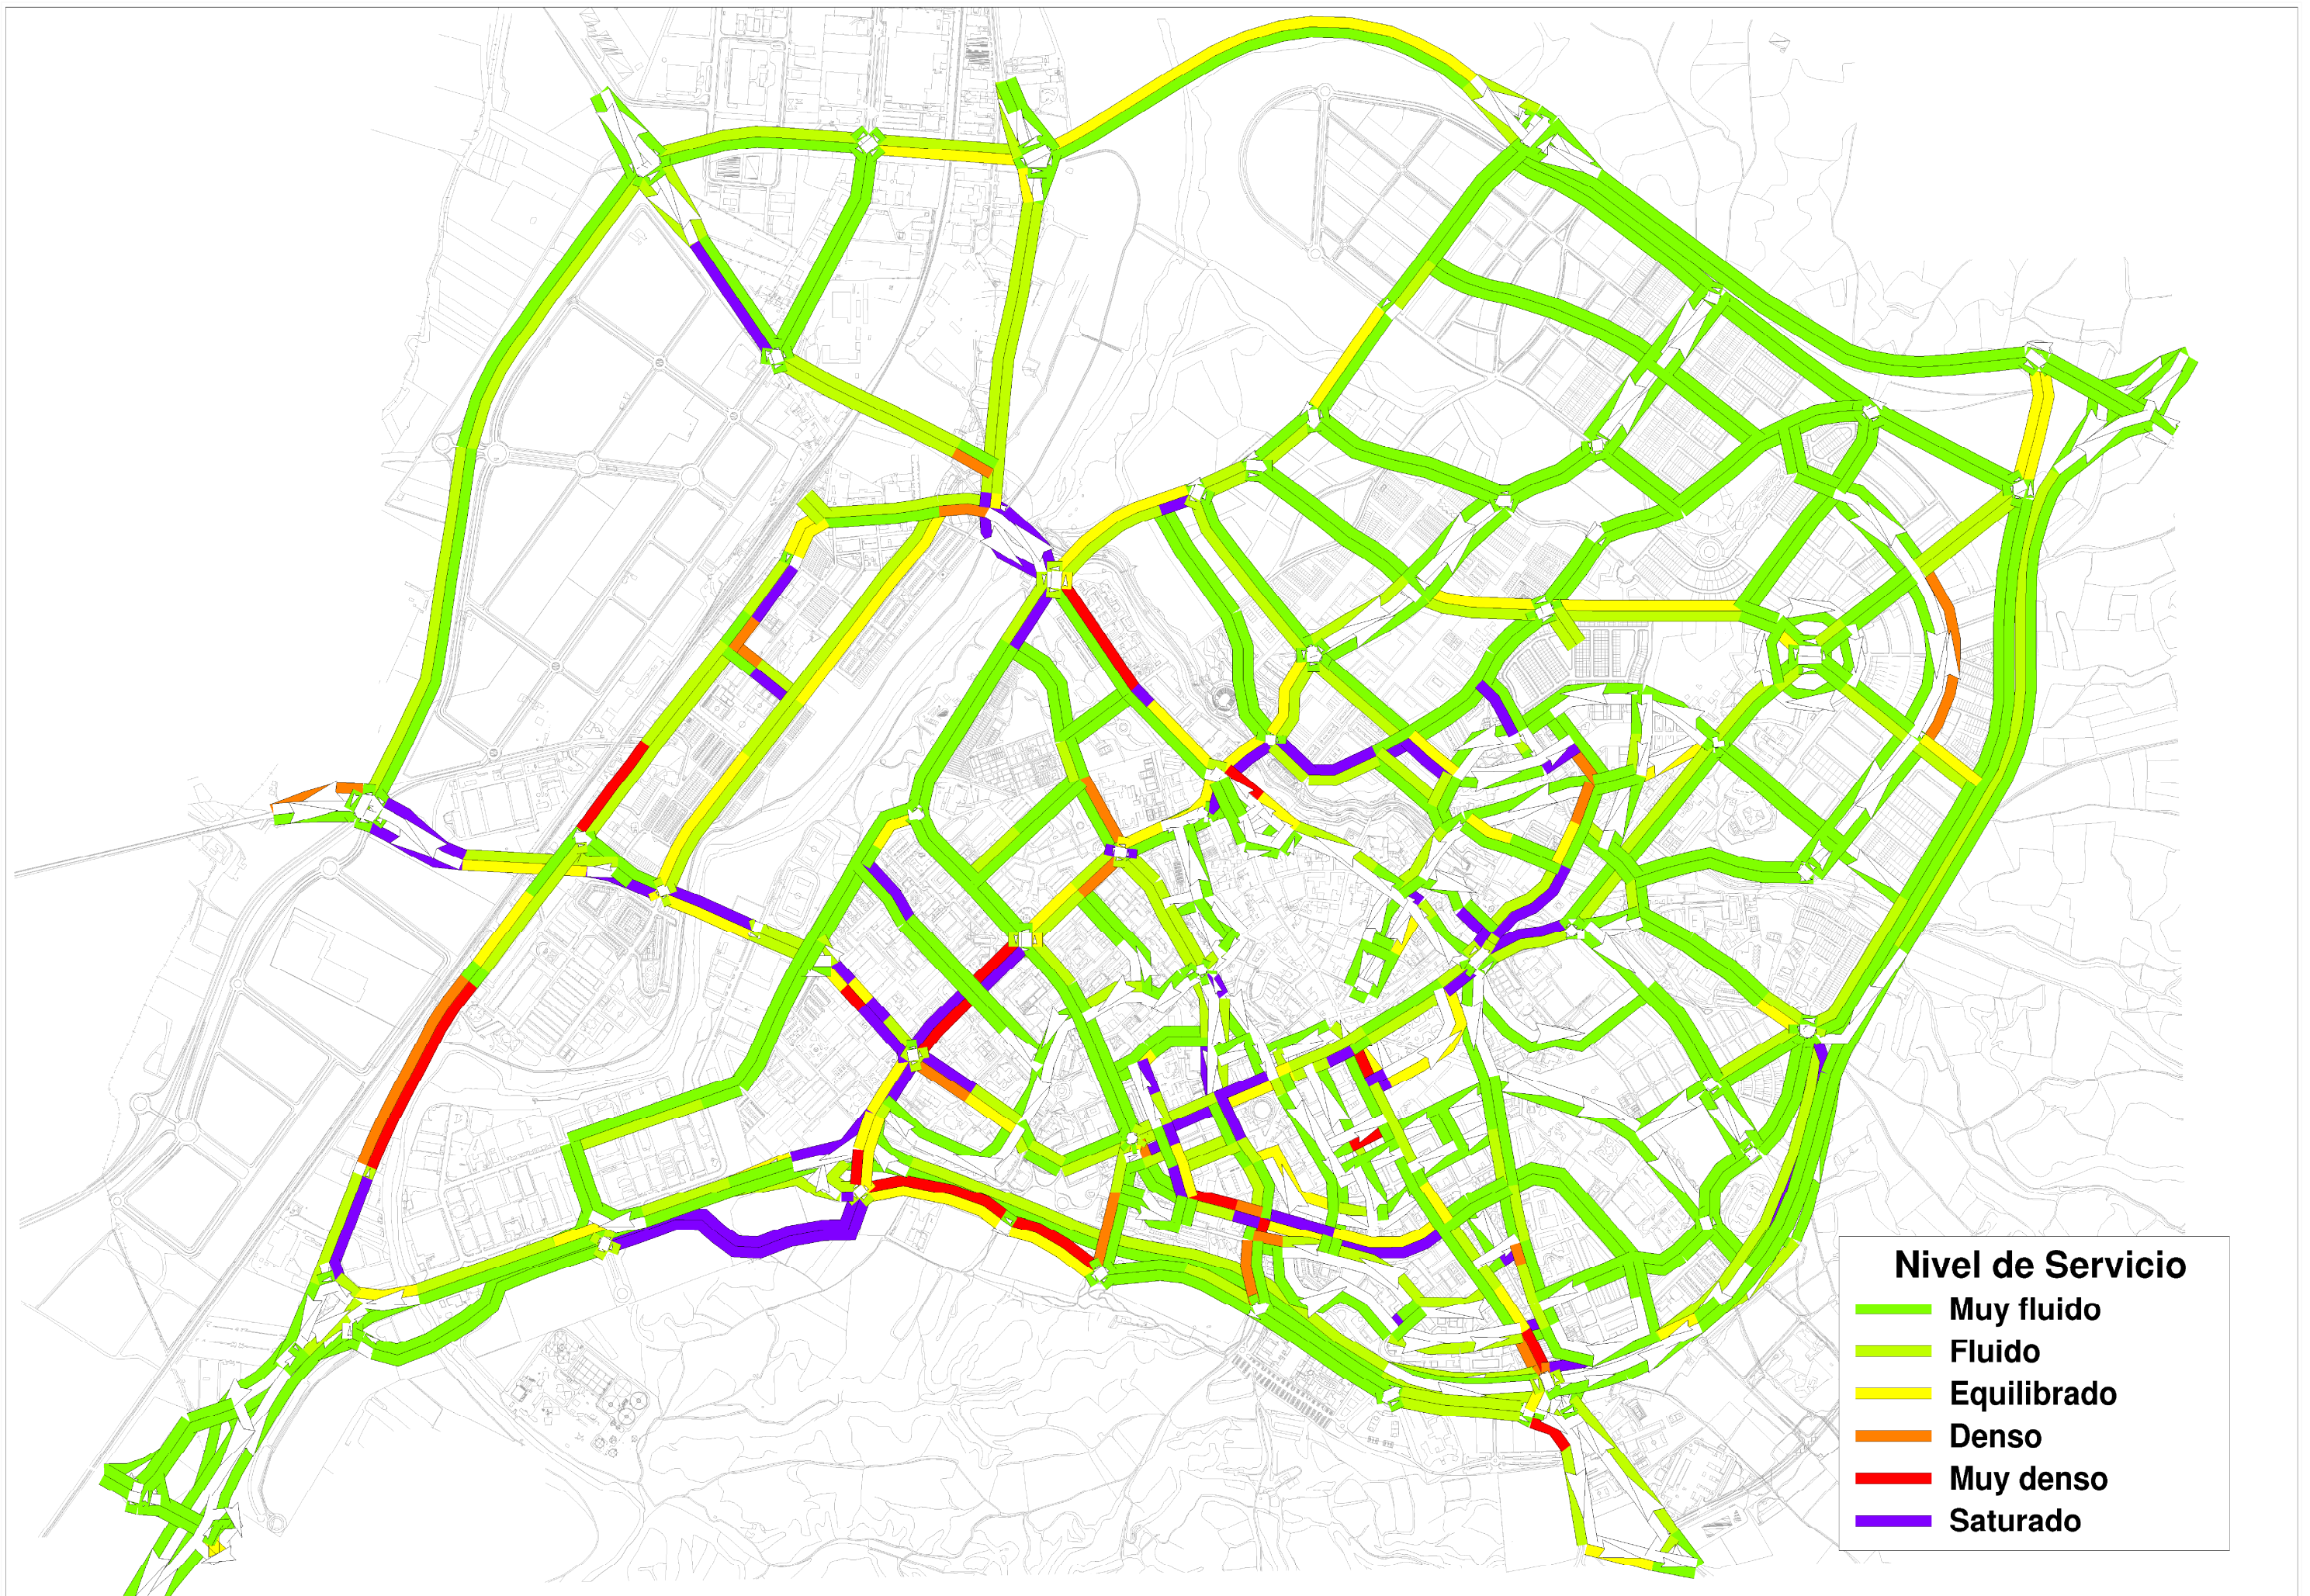 Nivel de Servicio
Muy fluido
Fluido
Equilibrado
Denso
Muy denso
Saturado